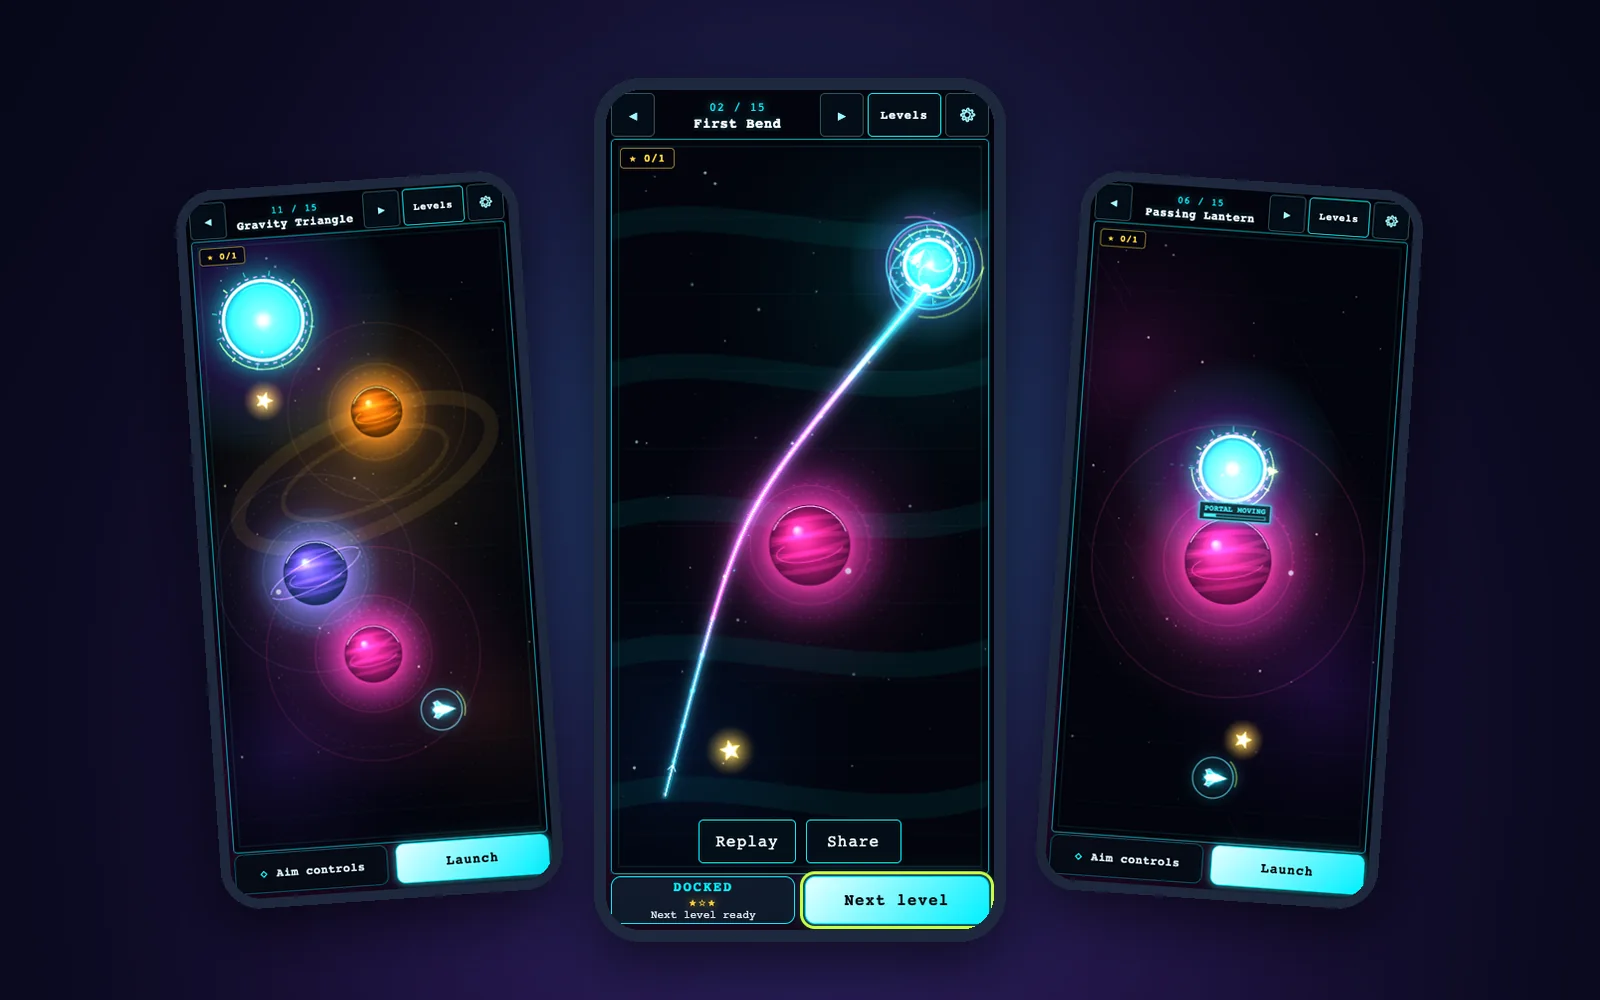 11 / 15
Gravity Triangle
Levels
★ 0/1
◇ Aim controls
Launch
02 / 15
First Bend
Levels
★ 0/1
Replay
Share
DOCKED
★☆★
Next level ready
Next level
06 / 15
Passing Lantern
Levels
★ 0/1
PORTAL MOVING
◇ Aim controls
Launch